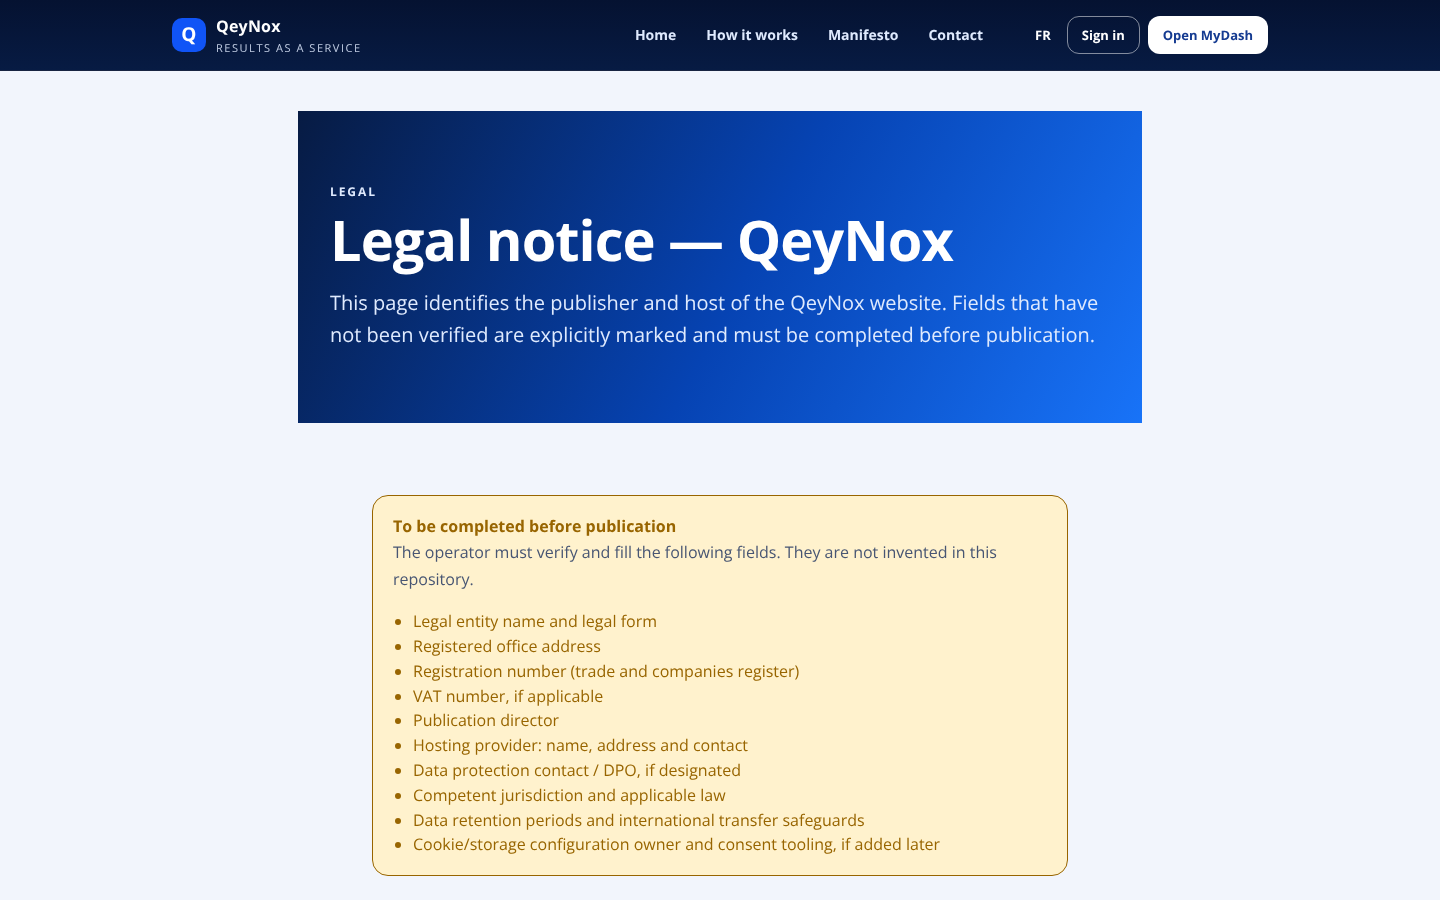 Q
QeyNox
RESULTS AS A SERVICE
Home
How it works
Manifesto
Contact
FR
Sign in
Open MyDash
LEGAL
Legal notice — QeyNox
This page identifies the publisher and host of the QeyNox website. Fields that have
not been verified are explicitly marked and must be completed before publication.
To be completed before publication
The operator must verify and fill the following fields. They are not invented in this
repository.
• Legal entity name and legal form
• Registered office address
• Registration number (trade and companies register)
• VAT number, if applicable
• Publication director
• Hosting provider: name, address and contact
• Data protection contact / DPO, if designated
• Competent jurisdiction and applicable law
• Data retention periods and international transfer safeguards
• Cookie/storage configuration owner and consent tooling, if added later